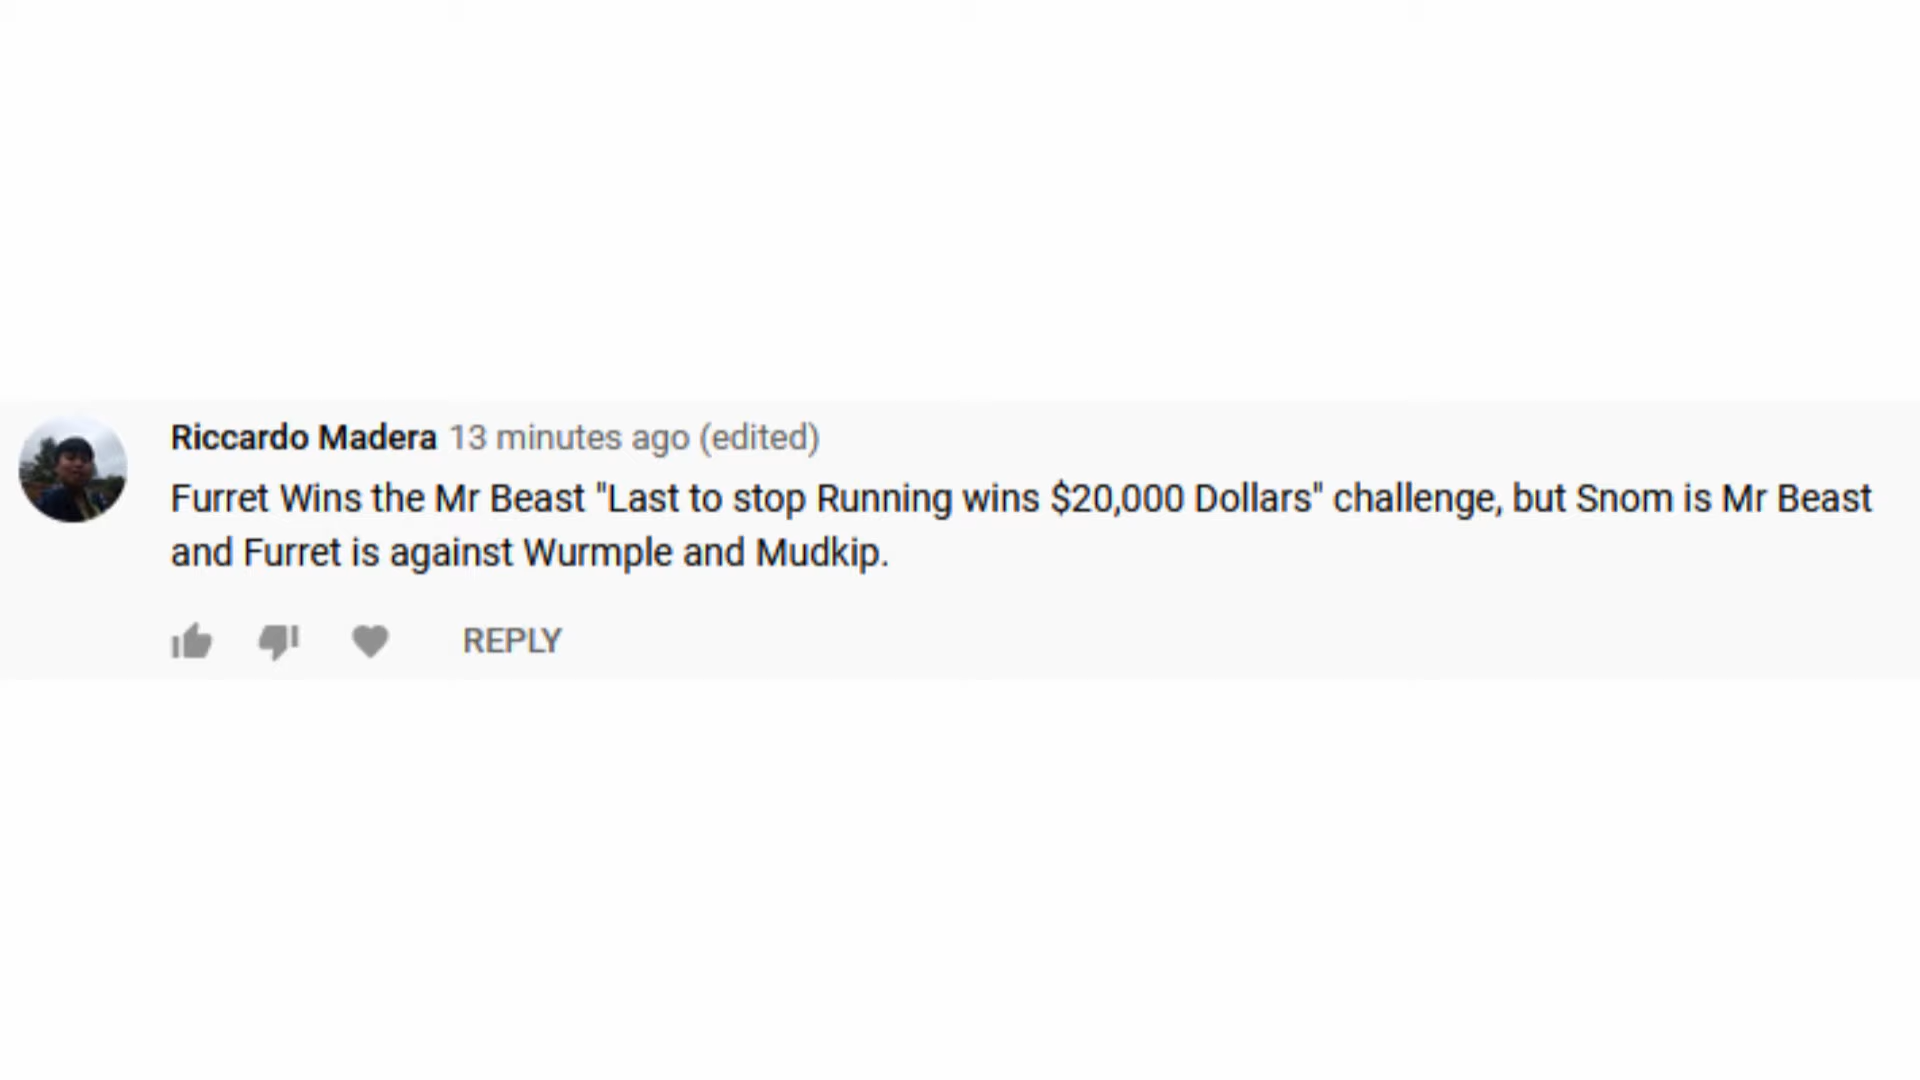 Riccardo Madera 13 minutes ago (edited)
Furret Wins the Mr Beast "Last to stop Running wins $20,000 Dollars" challenge, but Snom is Mr Beast
and Furret is against Wurmple and Mudkip.
REPLY